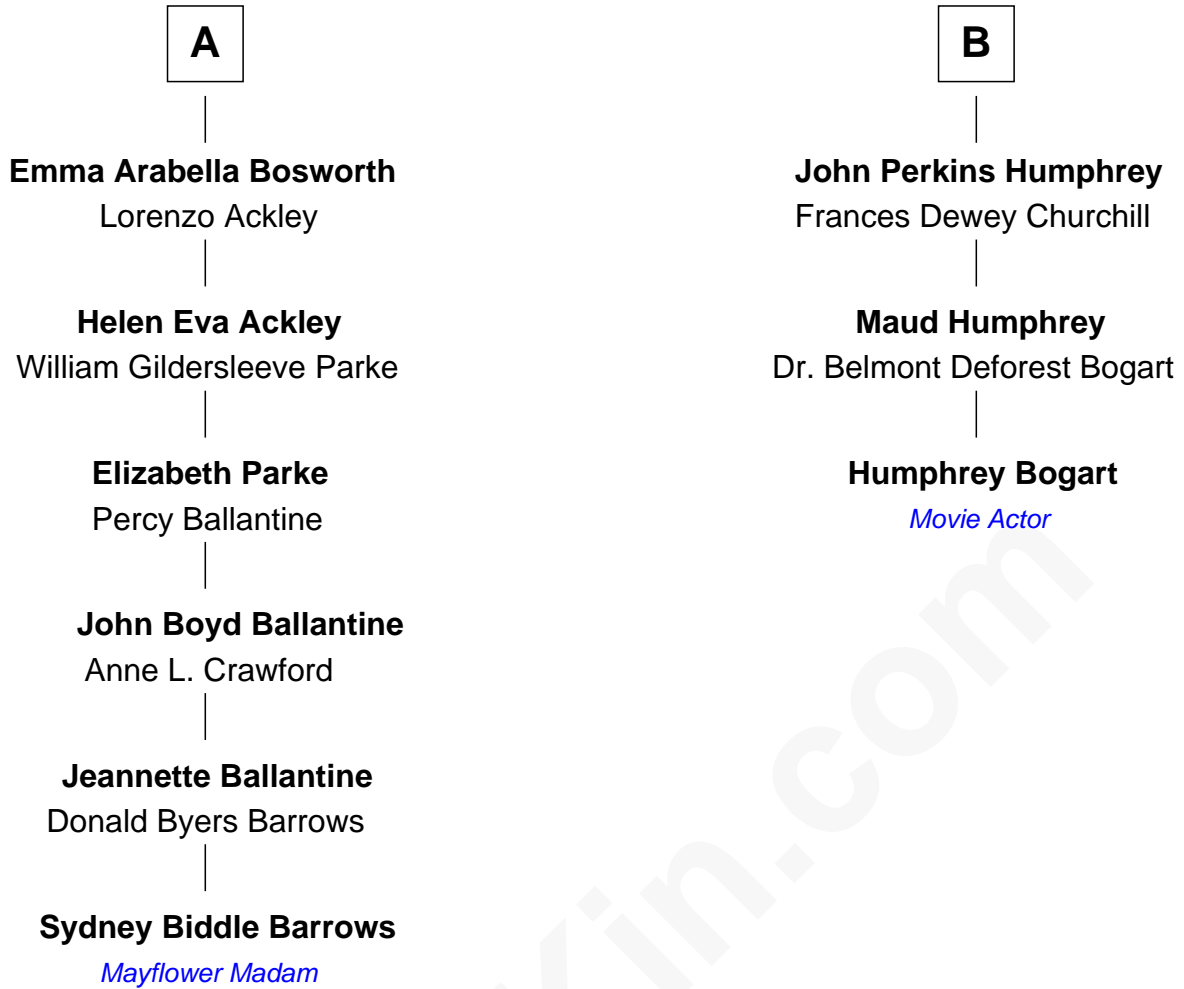 A
Emma Arabella Bosworth
Lorenzo Ackley
Helen Eva Ackley
William Gildersleeve Parke
Elizabeth Parke
Percy Ballantine
John Boyd Ballantine
Anne L. Crawford
Jeannette Ballantine
Donald Byers Barrows
Sydney Biddle Barrows
Mayflower Madam
B
John Perkins Humphrey
Frances Dewey Churchill
Maud Humphrey
Dr. Belmont Deforest Bogart
Humphrey Bogart
Movie Actor
Kin.com